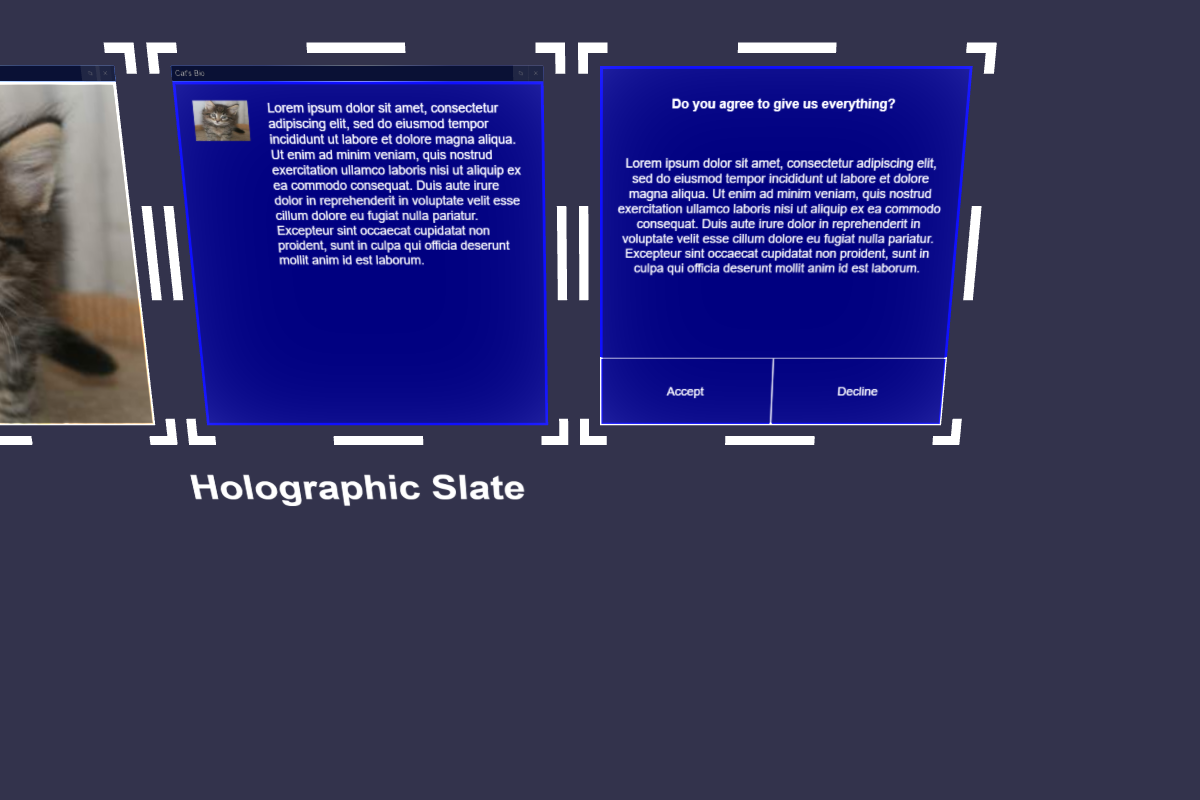 Cat's Bio
Lorem ipsum dolor sit amet, consectetur
adipiscing elit, sed do eiusmod tempor
incididunt ut labore et dolore magna aliqua.
Ut enim ad minim veniam, quis nostrud
exercitation ullamco laboris nisi ut aliquip ex
ea commodo consequat. Duis aute irure
dolor in reprehenderit in voluptate velit esse
cillum dolore eu fugiat nulla pariatur.
Excepteur sint occaecat cupidatat non
proident, sunt in culpa qui officia deserunt
mollit anim id est laborum.
Do you agree to give us everything?
Lorem ipsum dolor sit amet, consectetur adipiscing elit,
sed do eiusmod tempor incididunt ut labore et dolore
magna aliqua. Ut enim ad minim veniam, quis nostrud
exercitation ullamco laboris nisi ut aliquip ex ea commodo
consequat. Duis aute irure dolor in reprehenderit in
voluptate velit esse cillum dolore eu fugiat nulla pariatur.
Excepteur sint occaecat cupidatat non proident, sunt in
culpa qui officia deserunt mollit anim id est laborum.
Accept
Decline
Holographic Slate